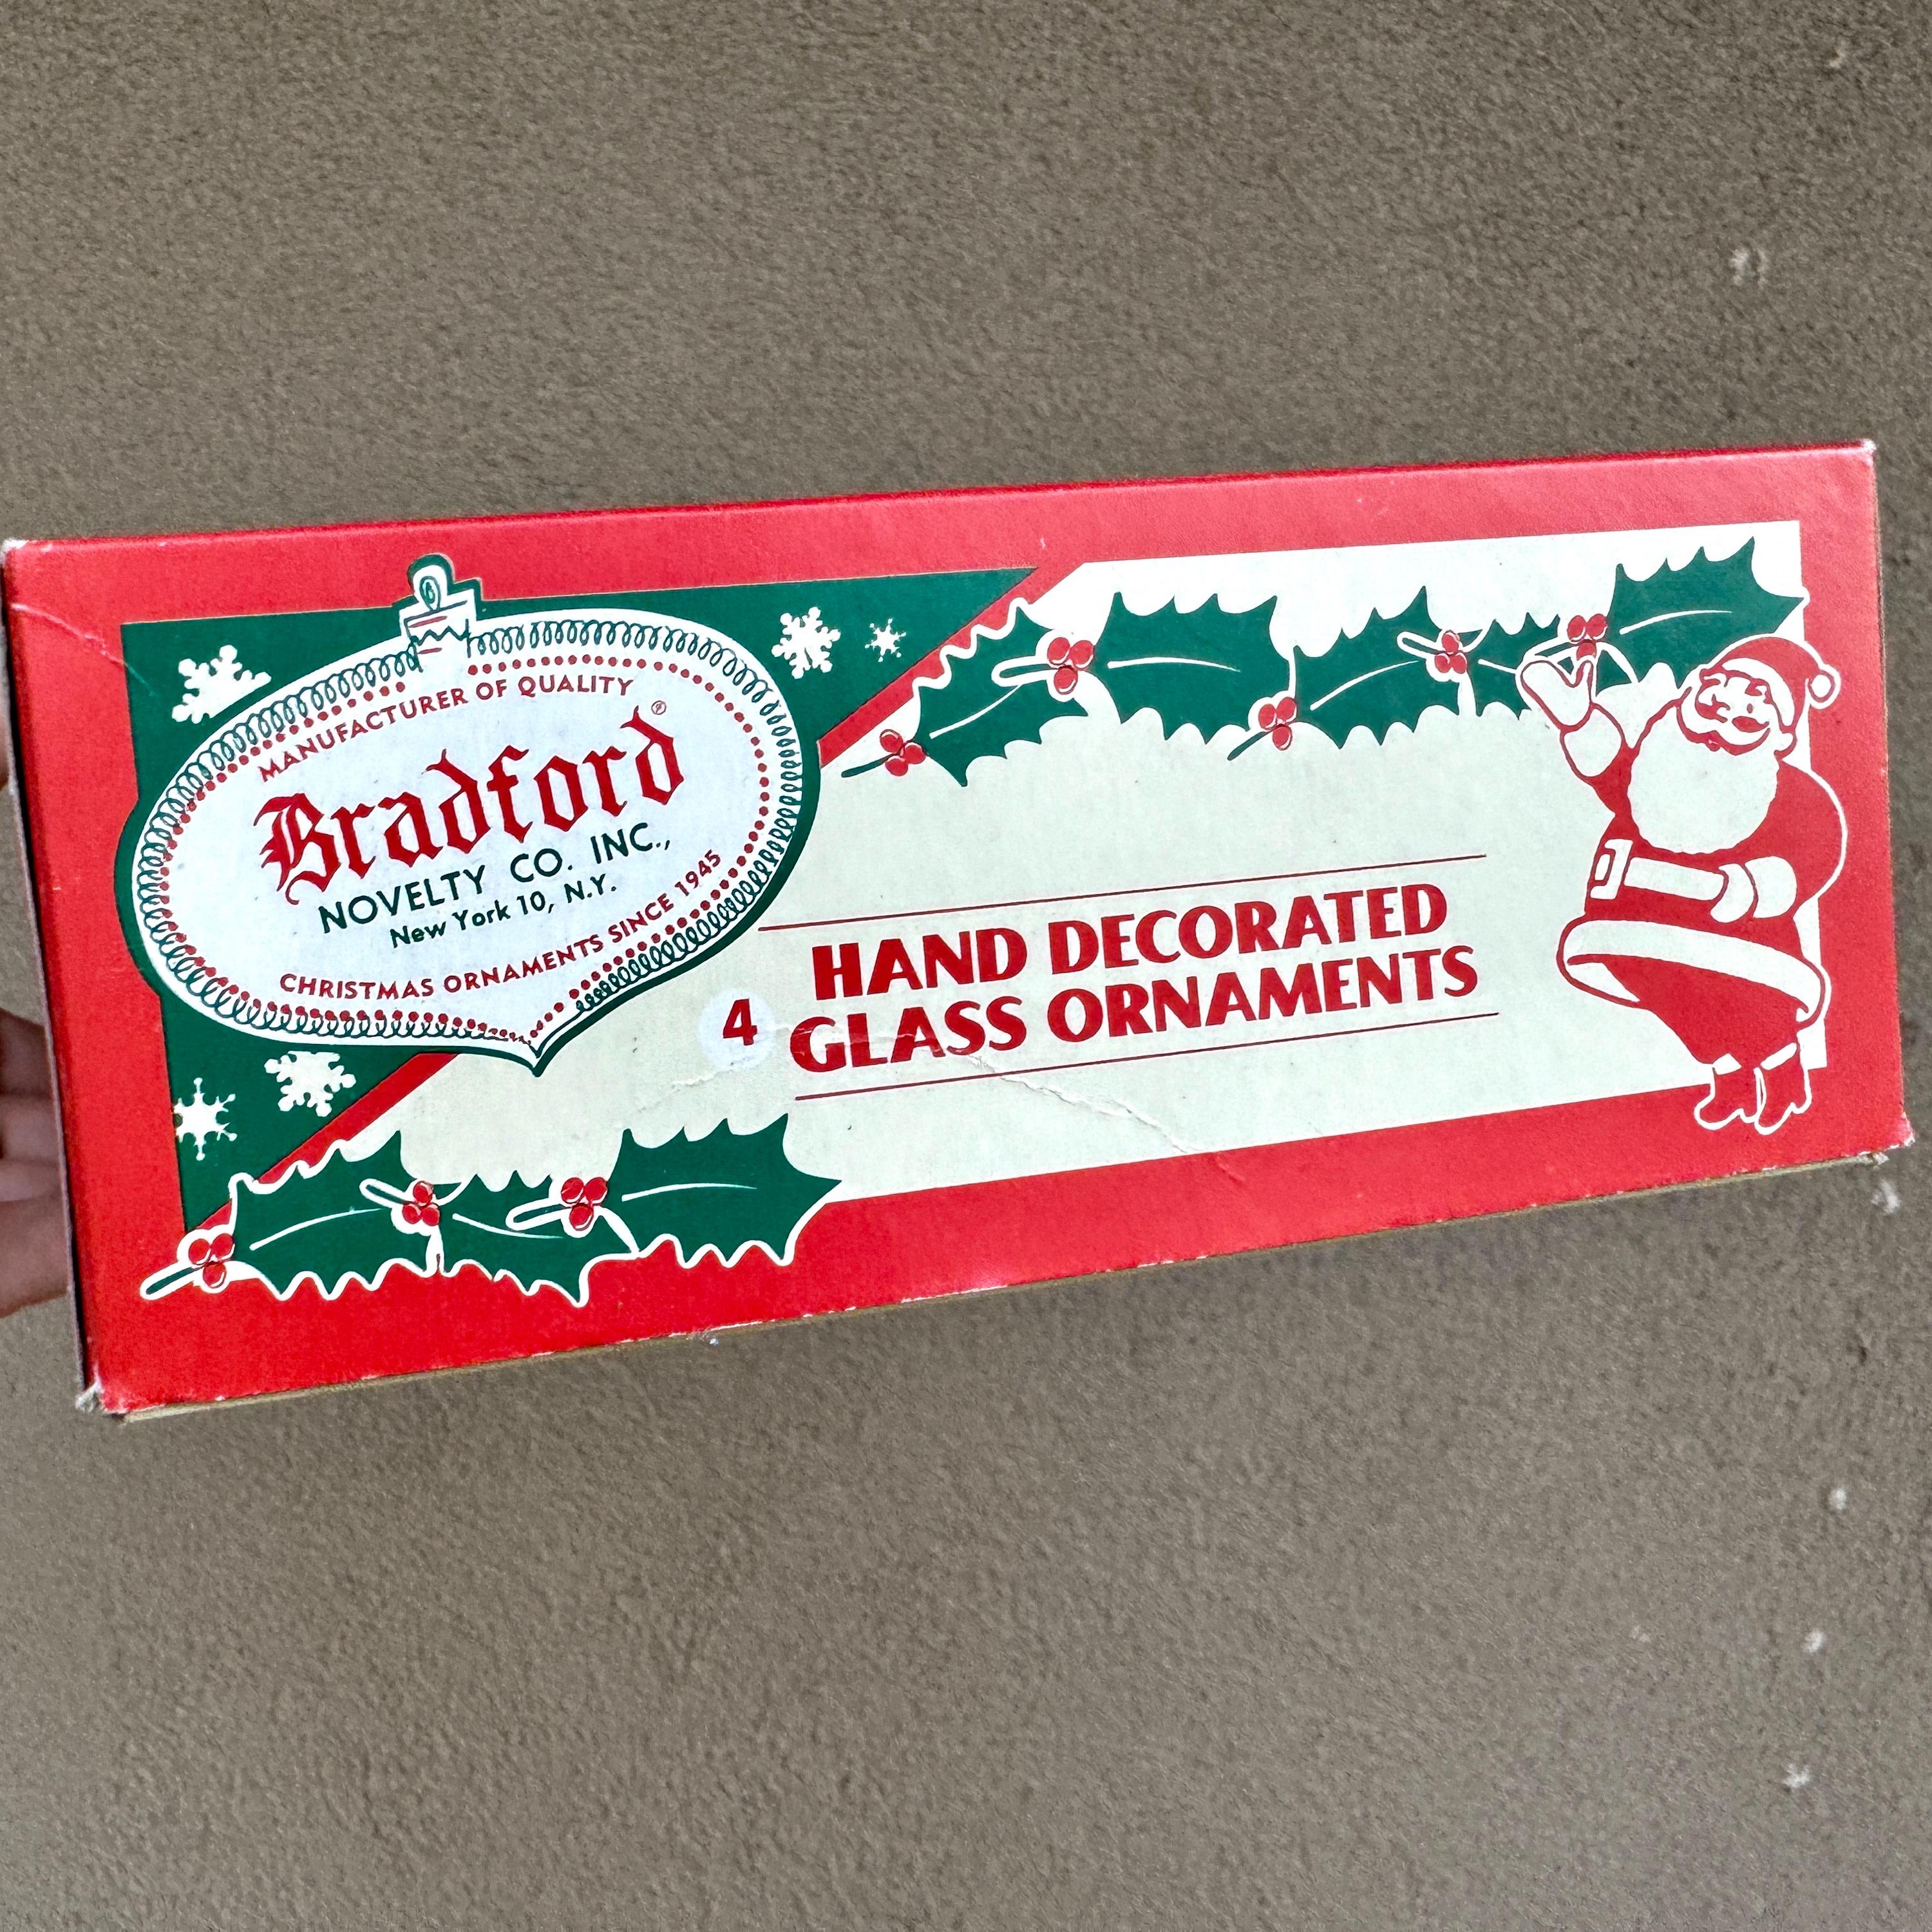 MANUFACTURER OF QUALITY
Bradford®
NOVELTY CO. INC.,
New York 10, N.Y.
CHRISTMAS ORNAMENTS SINCE 1945
HAND DECORATED
4 GLASS ORNAMENTS